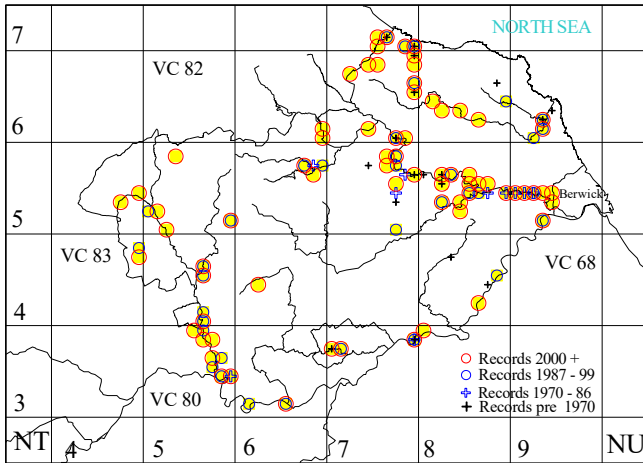 NORTH SEA
7
VC 82
6
Berwick
5
VC 83
VC 68
4
Records 2000 +
Records 1987 - 99
Records 1970 - 86
VC 80
Records pre 1970
3
NT 4 5 6 7 8 9 NU